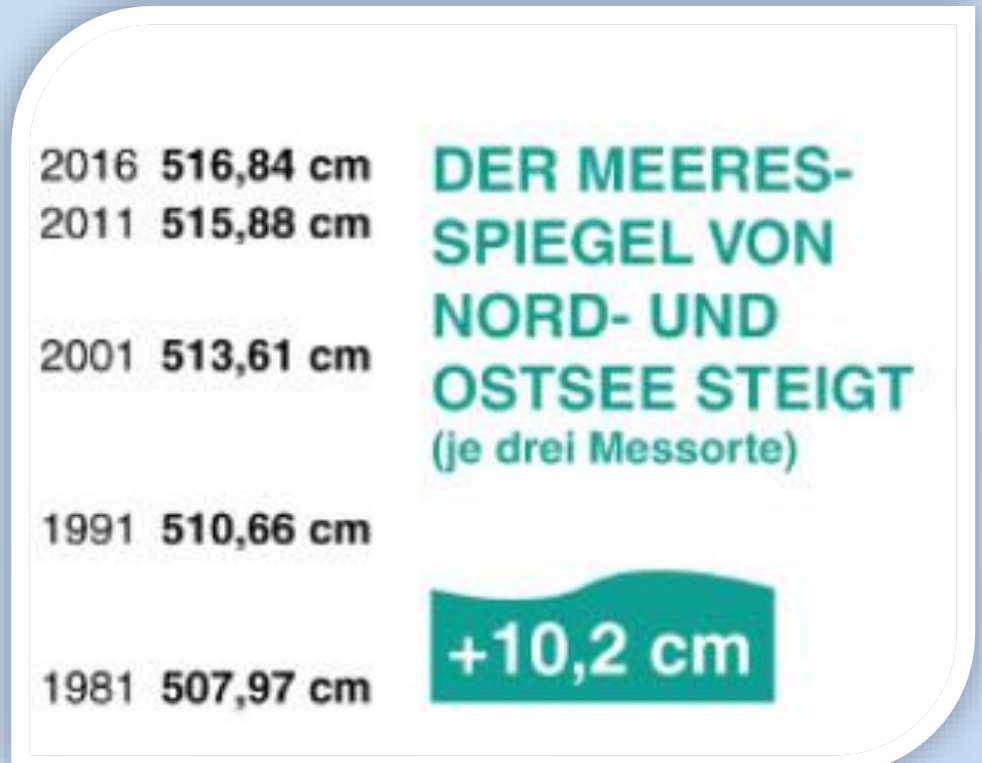 2016 516,84 cm
2011 515,88 cm
2001 513,61 cm
1991 510,66 cm
1981 507,97 cm
DER MEERES-
SPIEGEL VON
NORD- UND
OSTSEE STEIGT
(je drei Messorte)
+10,2 cm